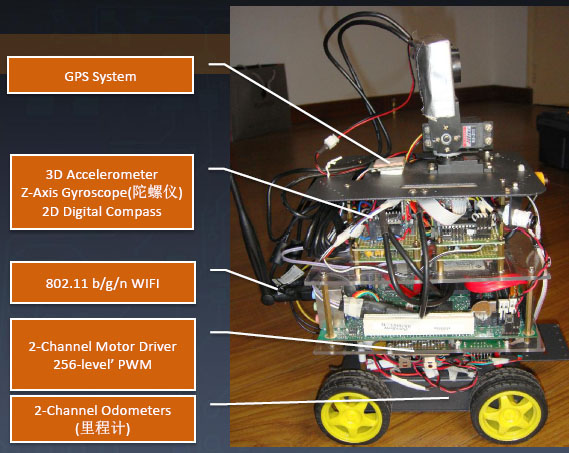 GPS System
3D Accelerometer
Z-Axis Gyroscope(陀螺仪)
2D Digital Compass
802.11 b/g/n WIFI
2-Channel Motor Driver
256-level’ PWM
2-Channel Odometers
(里程计)